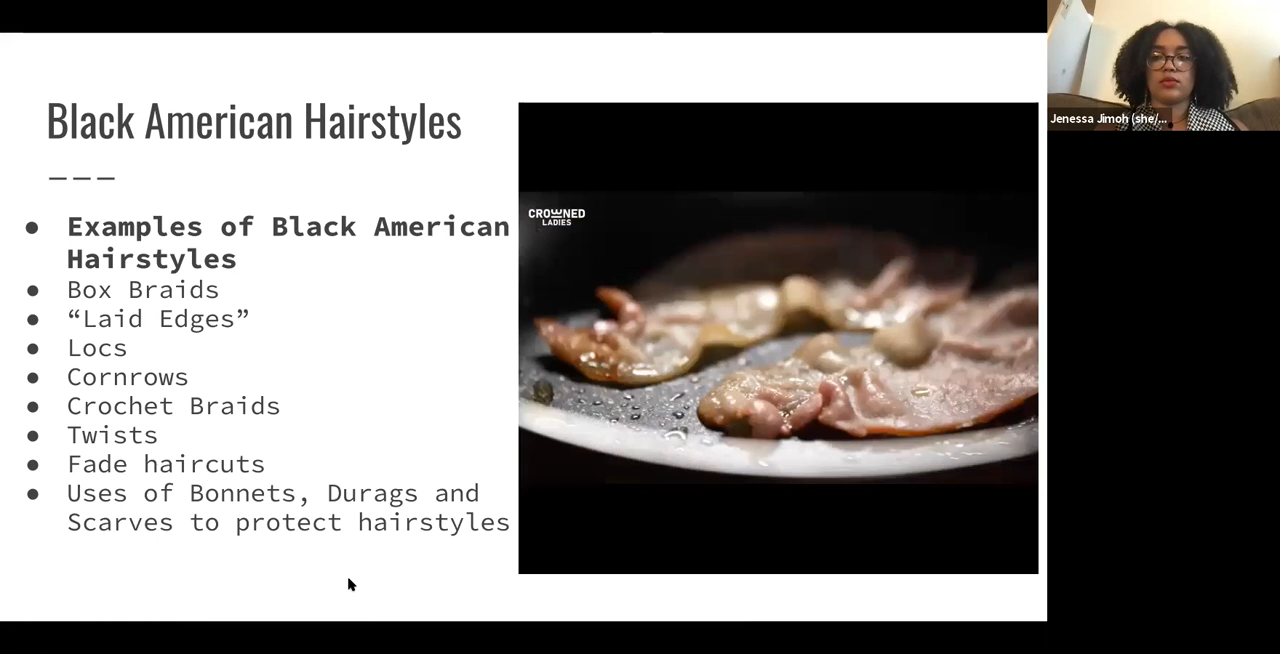 Black American Hairstyles
Examples of Black American
Hairstyles
Box Braids
“Laid Edges”
Locs
Cornrows
Crochet Braids
Twists
Fade haircuts
Uses of Bonnets, Durags and
Scarves to protect hairstyles
CROWNED
LADIES
Jenessa Jimoh (she/...